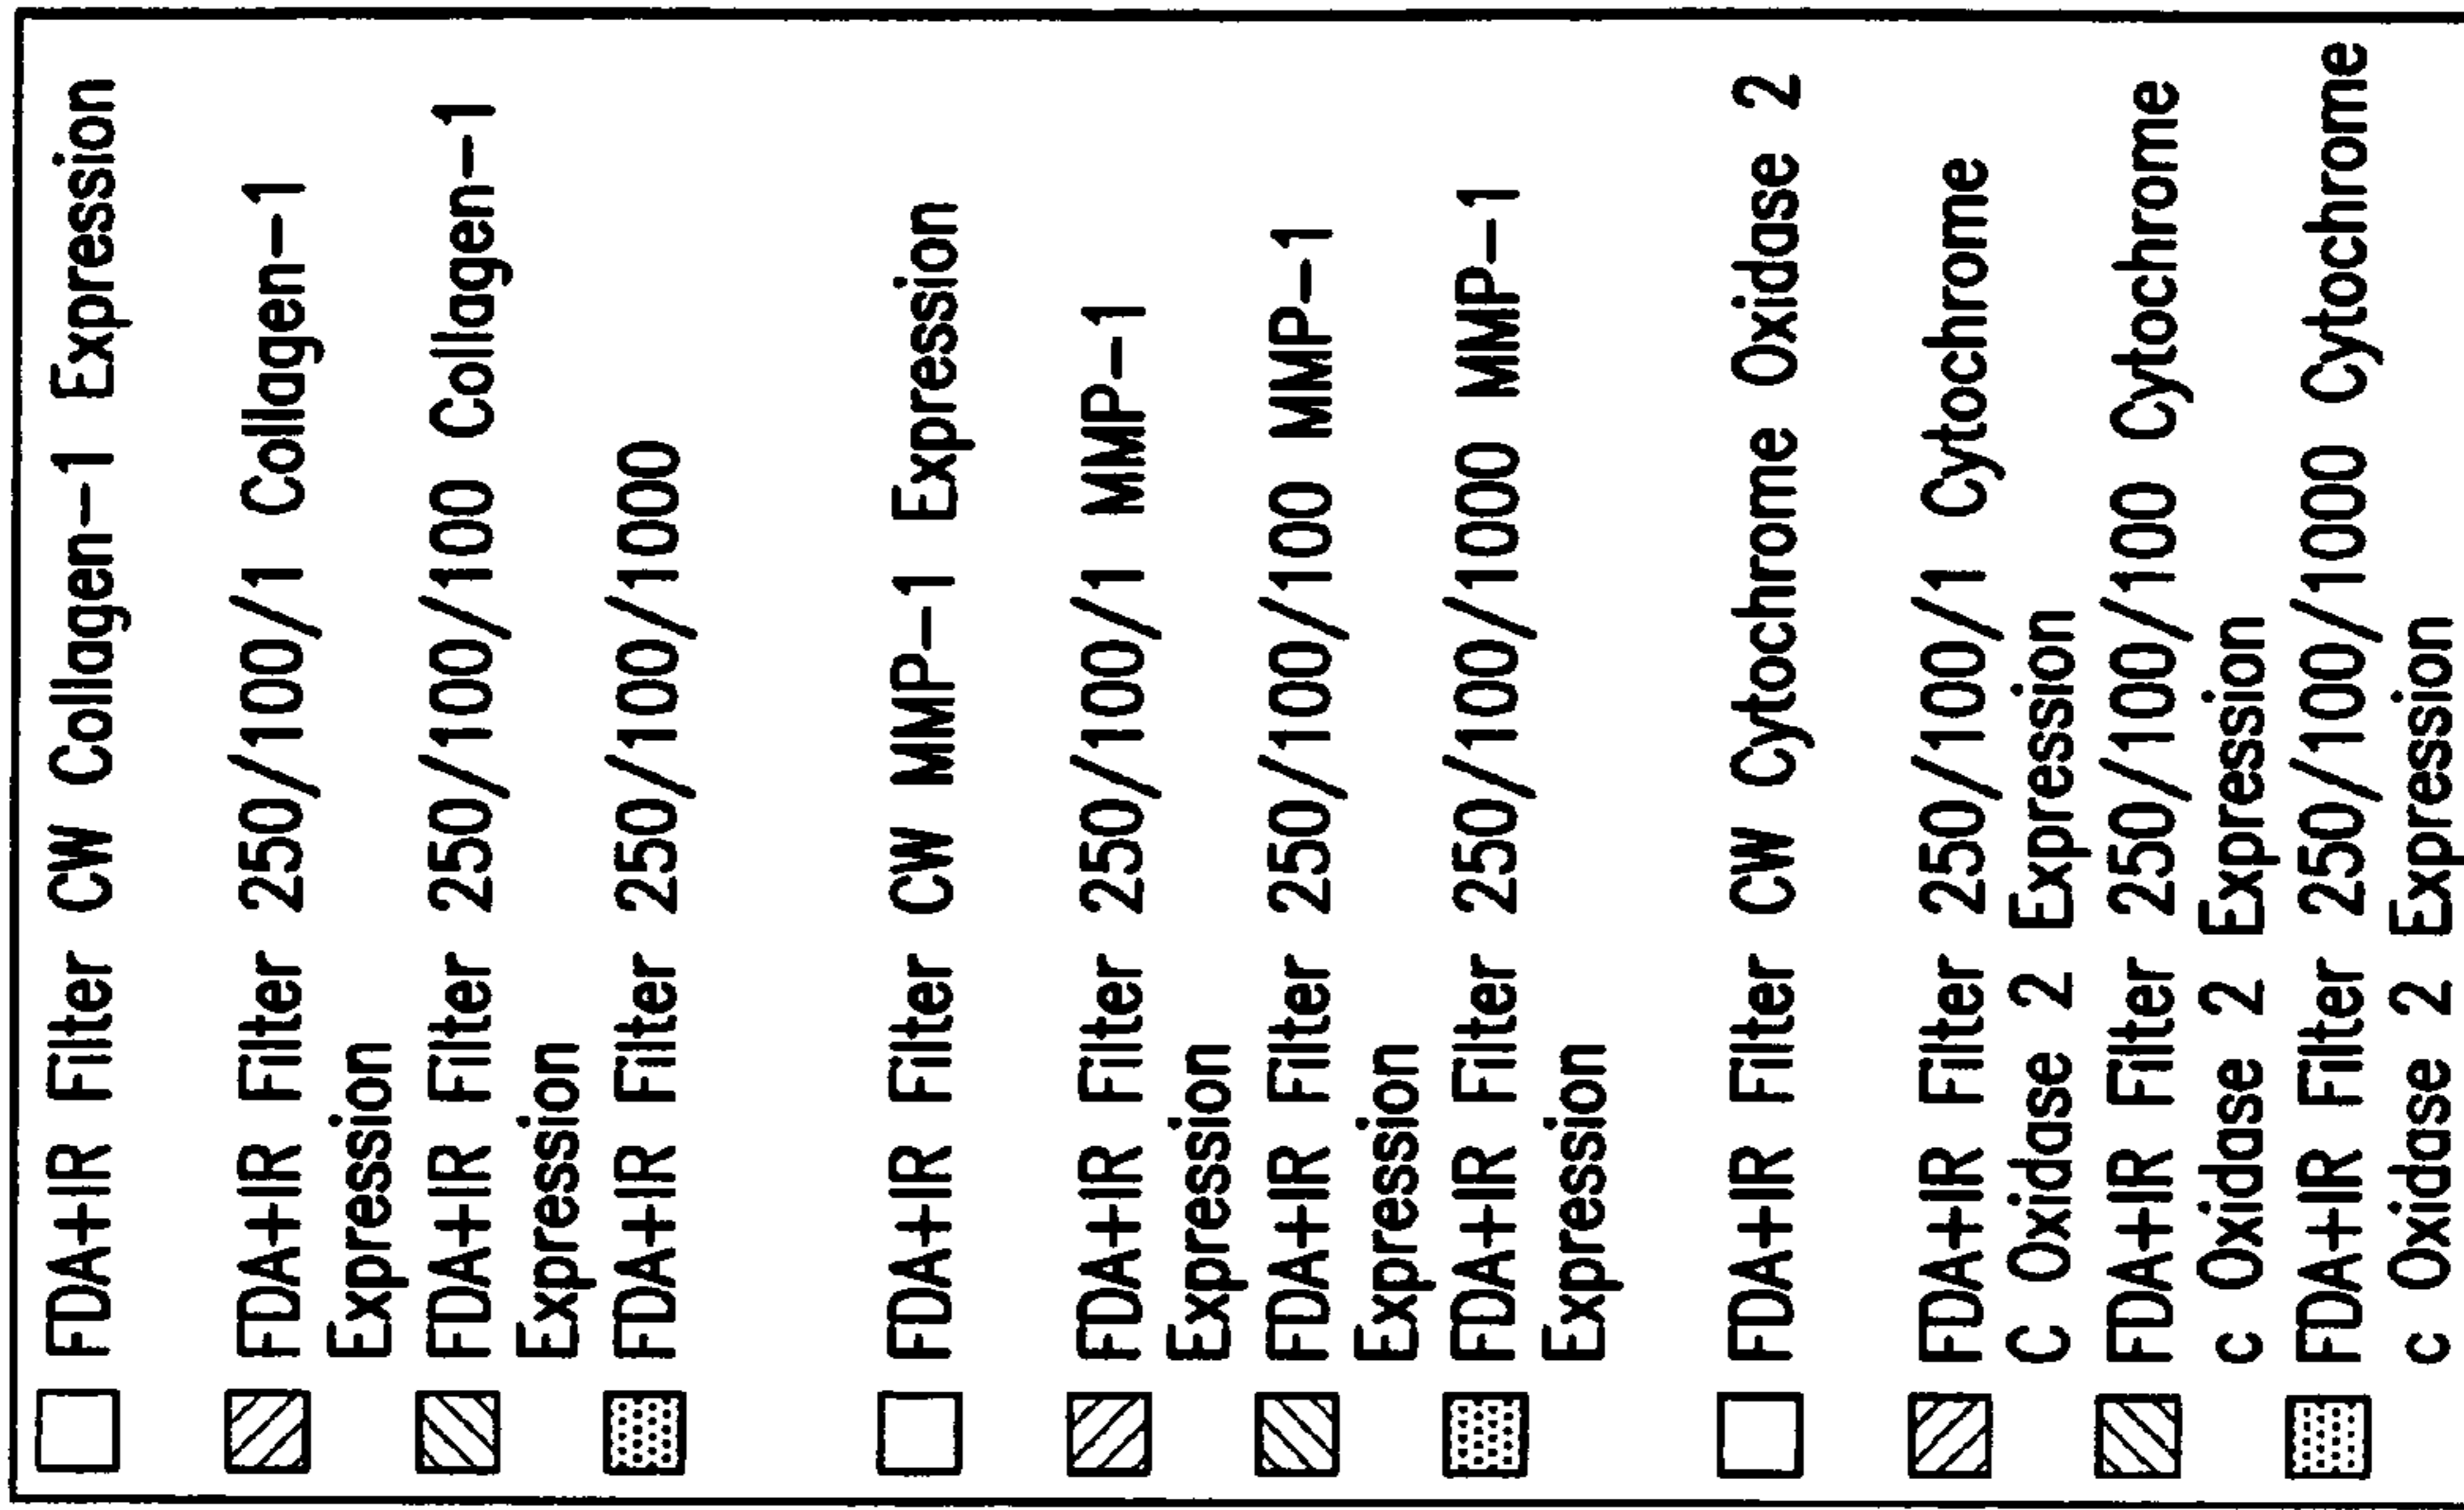 FDA+IR Filter CW Collagen-1 Expression
FDA+IR Filter 250/100/1 Collagen-1
Expression
FDA+IR Filter 250/100/100 Collagen-1
Expression
FDA+IR Filter 250/100/1000
FDA+IR Filter CW MMP-1 Expression
FDA+IR Filter 250/100/1 MMP-1
Expression
FDA+IR Filter 250/100/100 MMP-1
Expression
FDA+IR Filter 250/100/1000 MMP-1
Expression
FDA+IR Filter CW Cytochrome Oxidase 2
FDA+IR Filter 250/100/1 Cytochrome
C Oxidase 2 Expression
FDA+IR Filter 250/100/100 Cytochrome
c Oxidase 2 Expression
FDA+IR Filter 250/100/1000 Cytochrome
c Oxidase 2 Expression